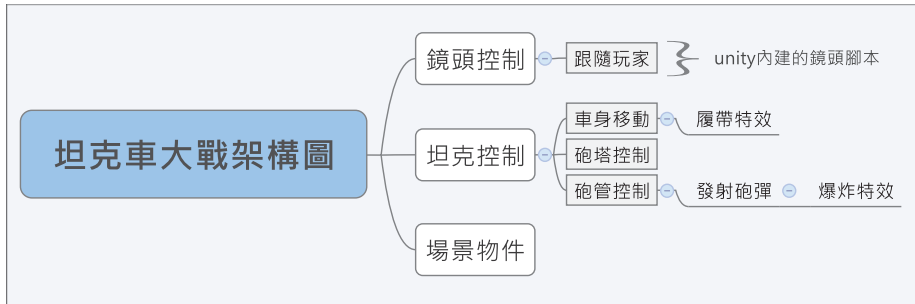 坦克車大戰架構圖
鏡頭控制
跟隨玩家
unity內建的鏡頭腳本
坦克控制
車身移動
履帶特效
砲塔控制
砲管控制
發射砲彈
爆炸特效
場景物件